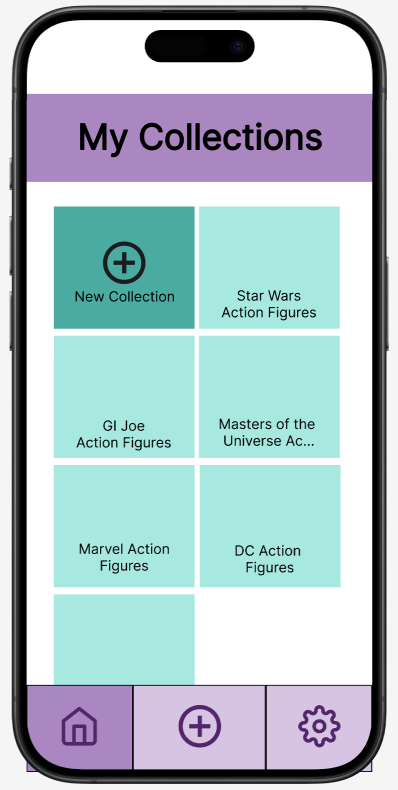 My Collections
New Collection
Star Wars
Action Figures
GI Joe
Action Figures
Masters of the
Universe Ac...
Marvel Action
Figures
DC Action
Figures